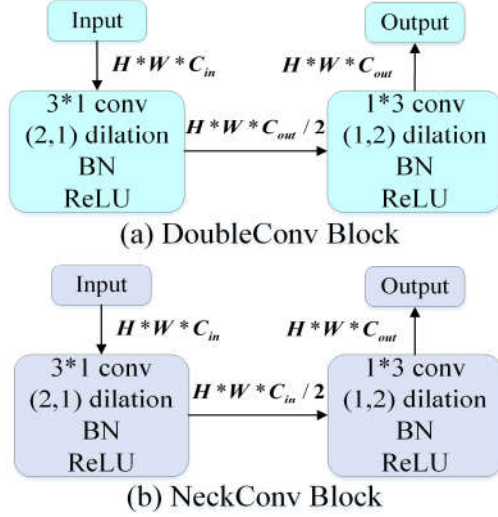 Input
Output
H*W*C_in
H*W*C_out
3*1 conv
(2,1) dilation
BN
ReLU
H*W*C_out / 2
1*3 conv
(1,2) dilation
BN
ReLU
(a) DoubleConv Block
Input
Output
H*W*C_in
H*W*C_out
3*1 conv
(2,1) dilation
BN
ReLU
H*W*C_in / 2
1*3 conv
(1,2) dilation
BN
ReLU
(b) NeckConv Block